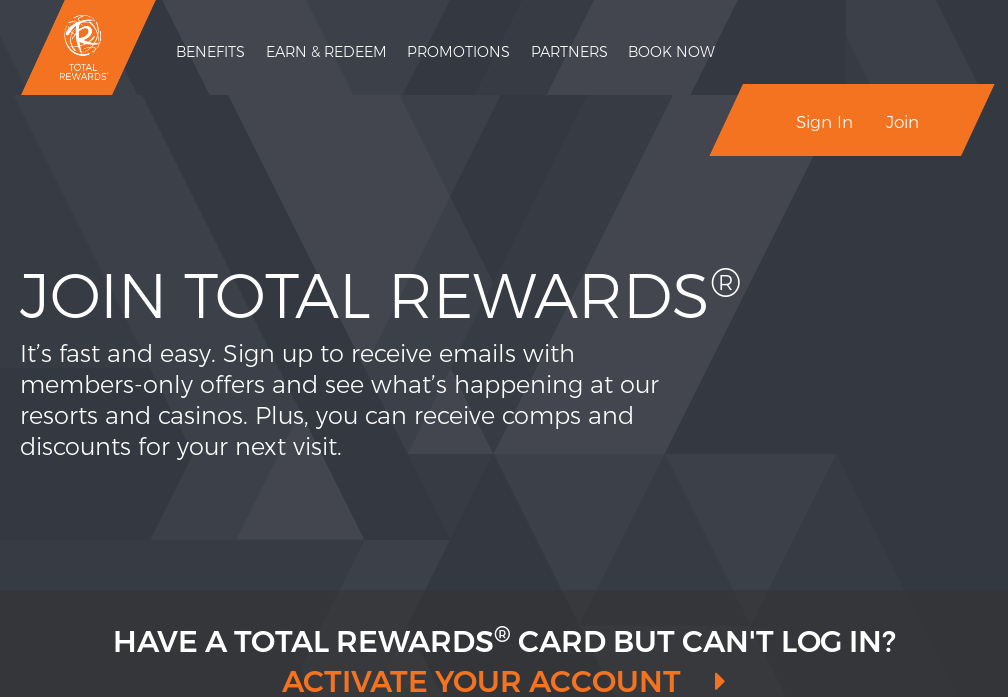 TOTAL
REWARDS®
BENEFITS EARN & REDEEM PROMOTIONS PARTNERS BOOK NOW
Sign In Join
JOIN TOTAL REWARDS®
It’s fast and easy. Sign up to receive emails with
members-only offers and see what’s happening at our
resorts and casinos. Plus, you can receive comps and
discounts for your next visit.
HAVE A TOTAL REWARDS® CARD BUT CAN'T LOG IN?
ACTIVATE YOUR ACCOUNT